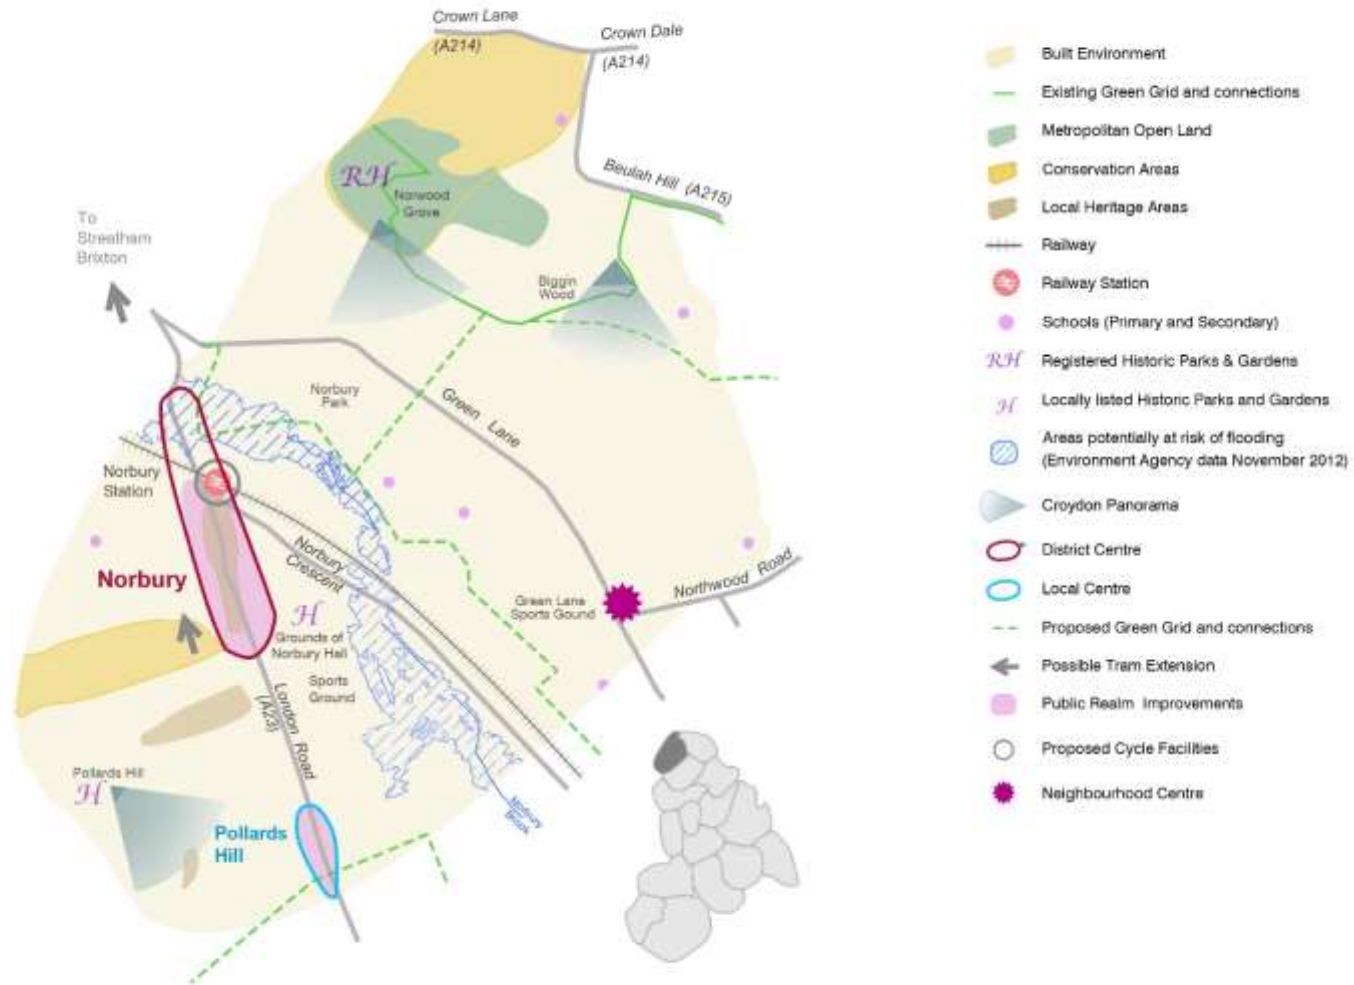 Crown Lane
(A214)
Crown Dale
(A214)
Beulah Hill (A215)
RH
Norwood
Grove
To
Streatham
Brixton
Biggin
Wood
Norbury
Park
Green Lane
Norbury
Station
Norbury
Crescent
Norbury
Green Lane
Sports Gound
Northwood Road
H
Grounds of
Norbury Hall
Sports
Ground
London Road
(A23)
Pollards Hill
H
Pollards
Hill
Norbury
Brook
Built Environment
Existing Green Grid and connections
Metropolitan Open Land
Conservation Areas
Local Heritage Areas
Railway
Railway Station
Schools (Primary and Secondary)
RH Registered Historic Parks & Gardens
H Locally listed Historic Parks and Gardens
Areas potentially at risk of flooding
(Environment Agency data November 2012)
Croydon Panorama
District Centre
Local Centre
Proposed Green Grid and connections
Possible Tram Extension
Public Realm Improvements
Proposed Cycle Facilities
Neighbourhood Centre